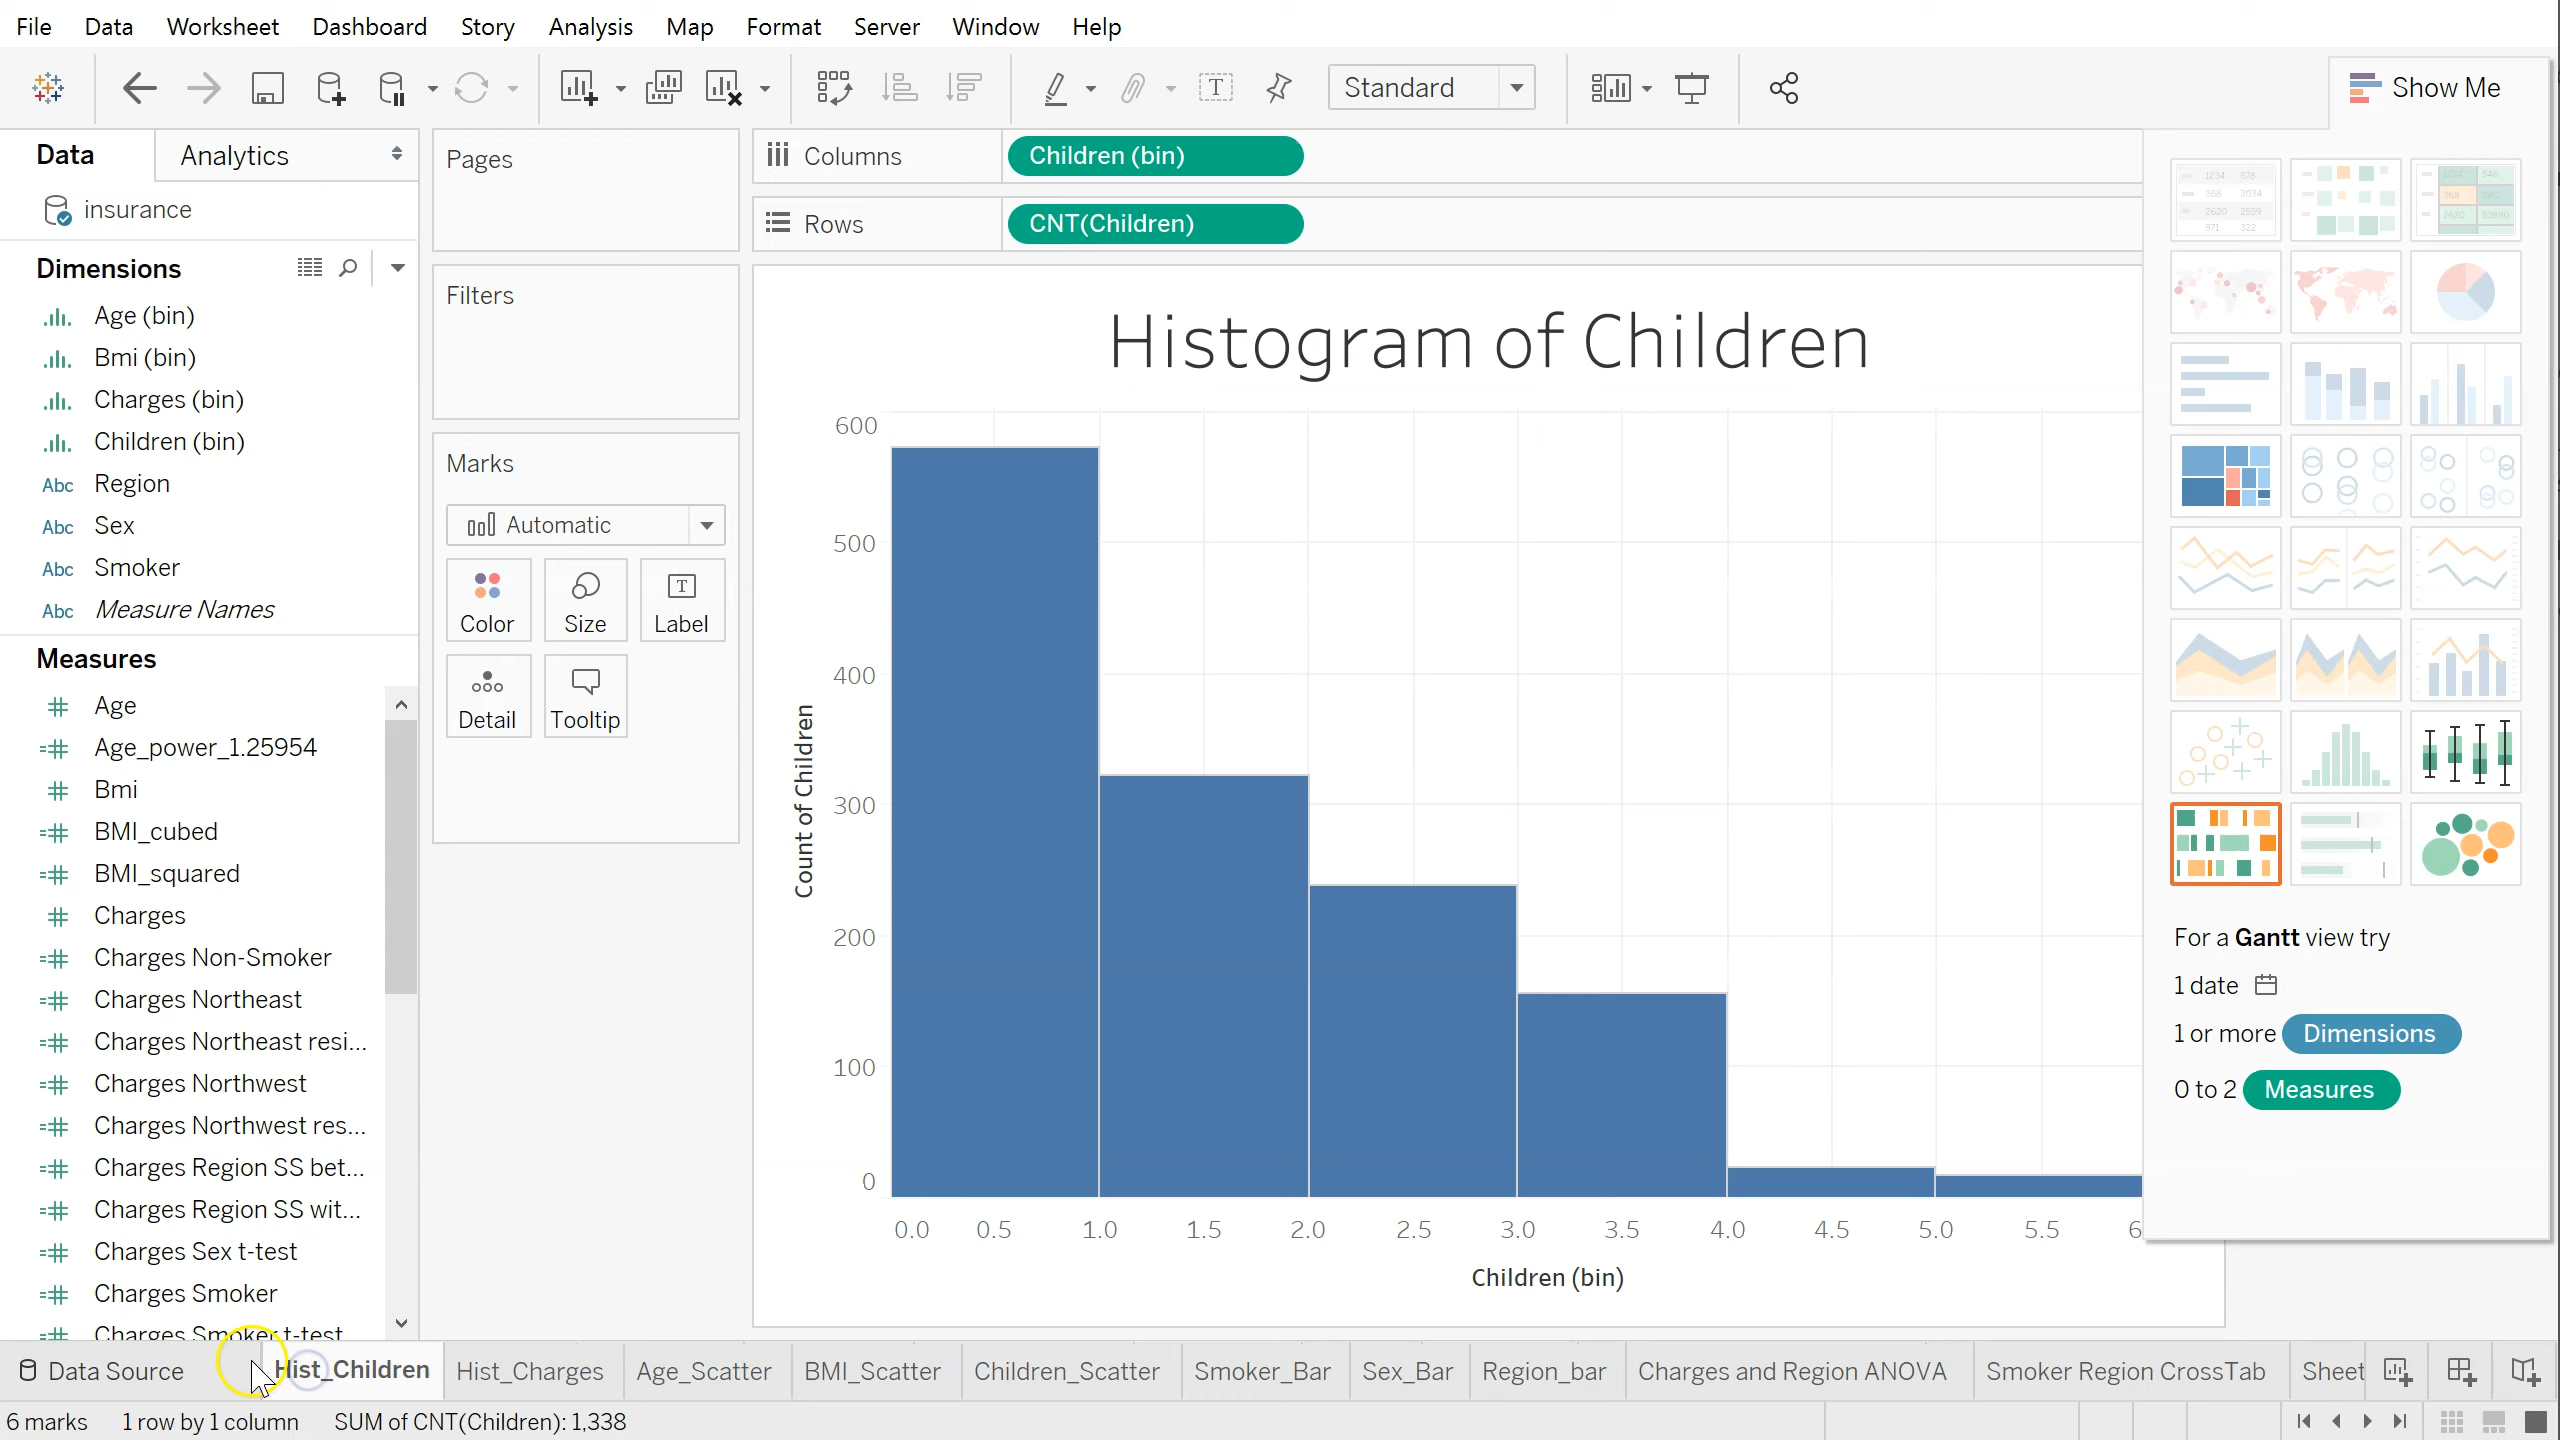 File Data Worksheet Dashboard Story Analysis Map Format Server Window Help
Standard
Show Me
Data Analytics
insurance
Dimensions
Age (bin)
Bmi (bin)
Charges (bin)
Children (bin)
Abc Region
Abc Sex
Abc Smoker
Abc Measure Names
Measures
Age
Age_power_1.25954
Bmi
BMI_cubed
BMI_squared
Charges
Charges Non-Smoker
Charges Northeast
Charges Northeast resi...
Charges Northwest
Charges Northwest res...
Charges Region SS bet...
Charges Region SS wit...
Charges Sex t-test
Charges Smoker
Charges Smoker t-test
Pages
Filters
Marks
Automatic
Color Size Label
Detail Tooltip
Columns Children (bin)
Rows CNT(Children)
Histogram of Children
Count of Children
600
500
400
300
200
100
0
0.0 0.5 1.0 1.5 2.0 2.5 3.0 3.5 4.0 4.5 5.0 5.5 6
Children (bin)
For a Gantt view try
1 date
1 or more Dimensions
0 to 2 Measures
Data Source Hist_Children Hist_Charges Age_Scatter BMI_Scatter Children_Scatter Smoker_Bar Sex_Bar Region_bar Charges and Region ANOVA Smoker Region CrossTab Sheet
6 marks 1 row by 1 column SUM of CNT(Children): 1,338